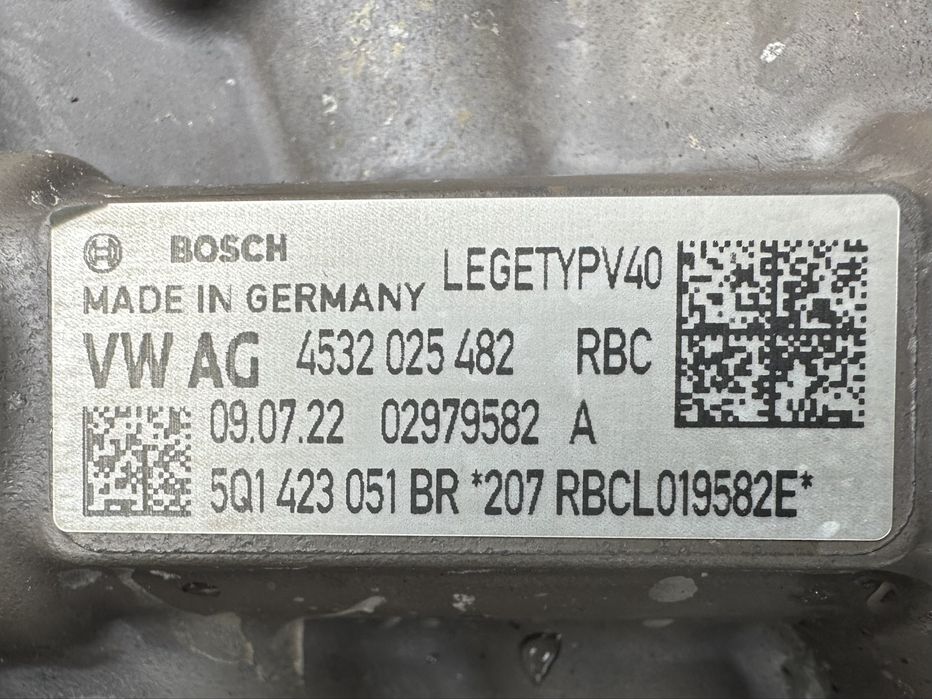 BOSCH
LEGETYPV40
MADE IN GERMANY
VW AG 4532 025 482 RBC
09.07.22 02979582 A
5Q1 423 051 BR *207 RBCL019582E*